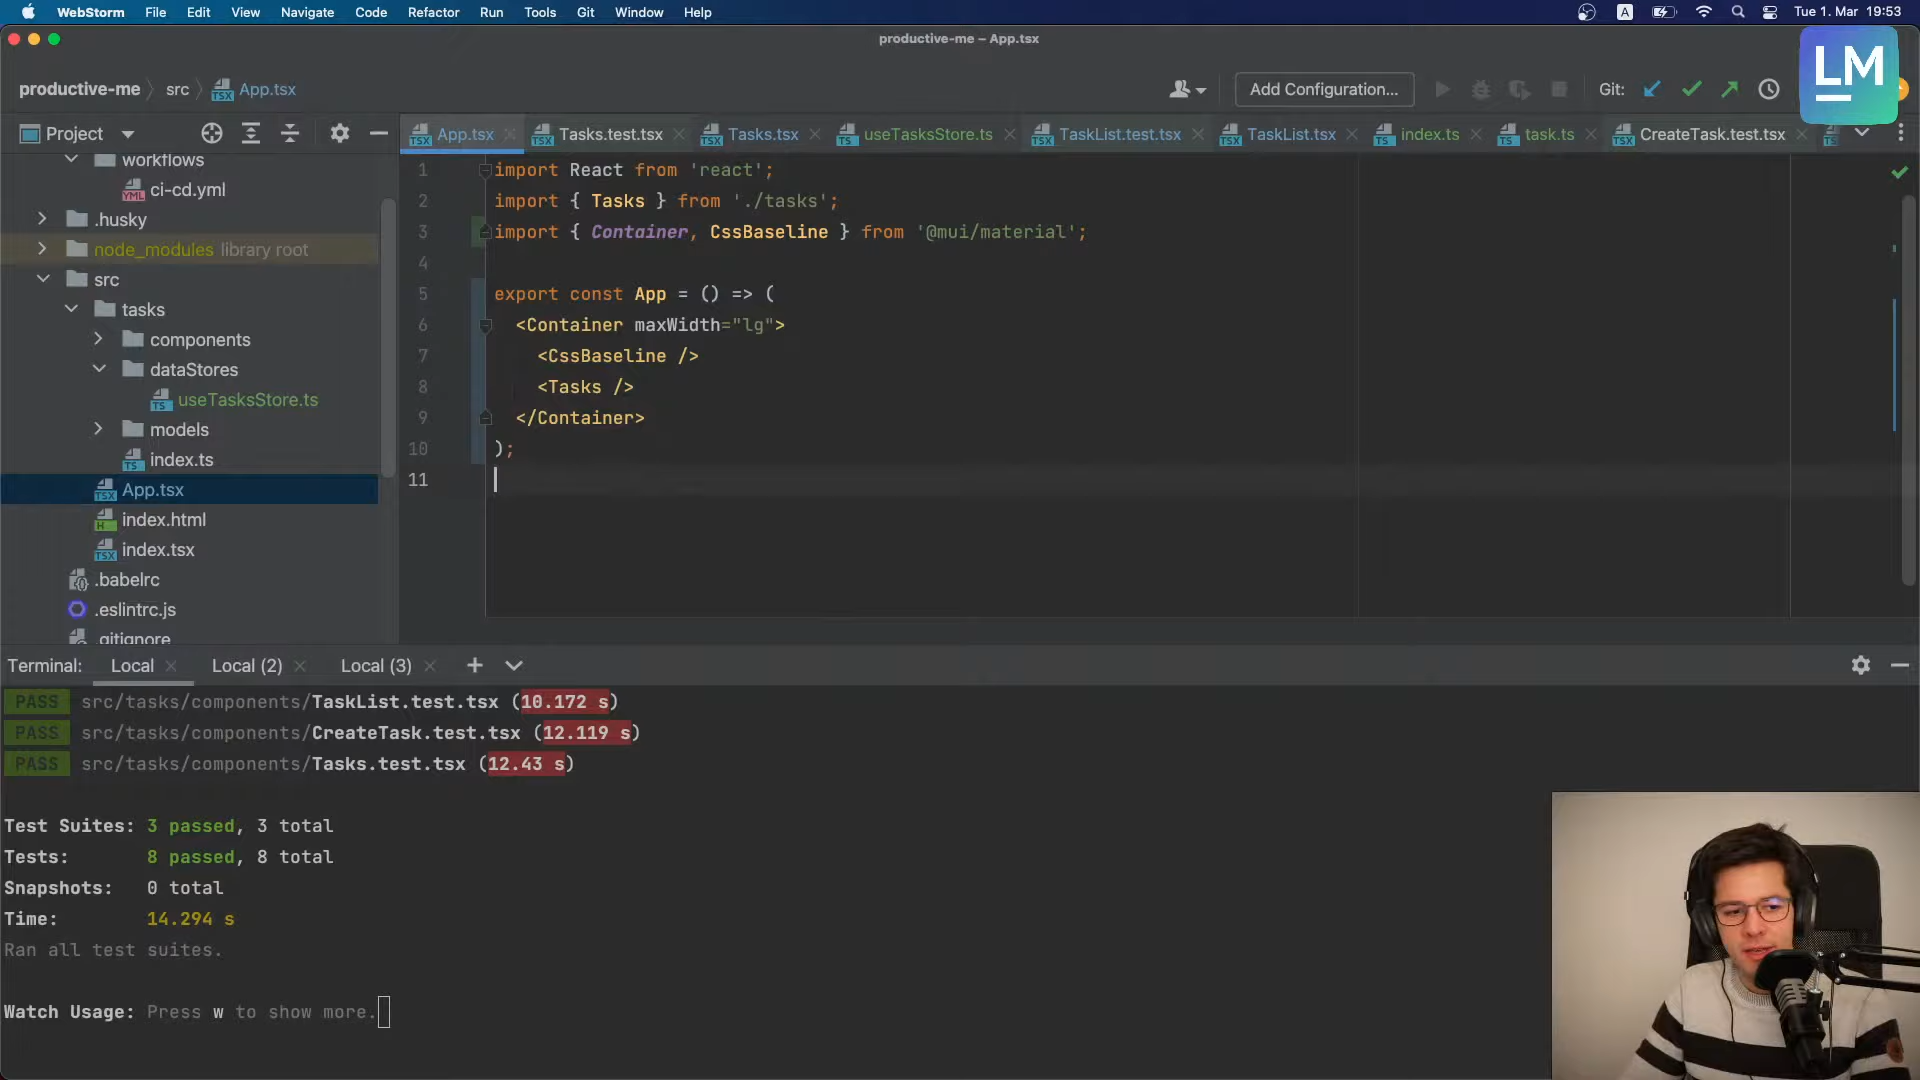 WebStorm File Edit View Navigate Code Refactor Run Tools Git Window Help
A Tue 1. Mar 19:53
productive-me – App.tsx
LM
productive-me src App.tsx
Add Configuration... Git:
Project
App.tsx Tasks.test.tsx Tasks.tsx useTasksStore.ts TaskList.test.tsx TaskList.tsx index.ts task.ts CreateTask.test.tsx
workflows
ci-cd.yml
.husky
node_modules library root
src
tasks
components
dataStores
useTasksStore.ts
models
index.ts
App.tsx
index.html
index.tsx
.babelrc
.eslintrc.js
.gitignore
1 import React from 'react';
2 import { Tasks } from './tasks';
3 import { Container, CssBaseline } from '@mui/material';
4
5 export const App = () => (
6 <Container maxWidth="lg">
7 <CssBaseline />
8 <Tasks />
9 </Container>
10 );
11
Terminal: Local Local (2) Local (3)
PASS src/tasks/components/TaskList.test.tsx (10.172 s)
PASS src/tasks/components/CreateTask.test.tsx (12.119 s)
PASS src/tasks/components/Tasks.test.tsx (12.43 s)
Test Suites: 3 passed, 3 total
Tests: 8 passed, 8 total
Snapshots: 0 total
Time: 14.294 s
Ran all test suites.
Watch Usage: Press w to show more.